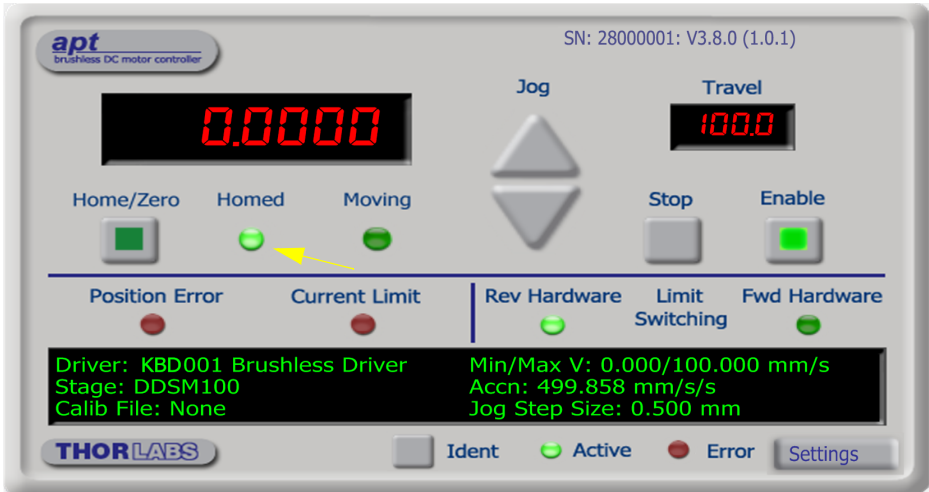 apt
brushless DC motor controller
SN: 28000001: V3.8.0 (1.0.1)
Jog
Travel
0.0000
100.0
Home/Zero Homed Moving
Stop Enable
Position Error Current Limit
Rev Hardware Limit Switching Fwd Hardware
Driver: KBD001 Brushless Driver
Stage: DDSM100
Calib File: None
Min/Max V: 0.000/100.000 mm/s
Accn: 499.858 mm/s/s
Jog Step Size: 0.500 mm
THORLABS
Ident Active Error Settings